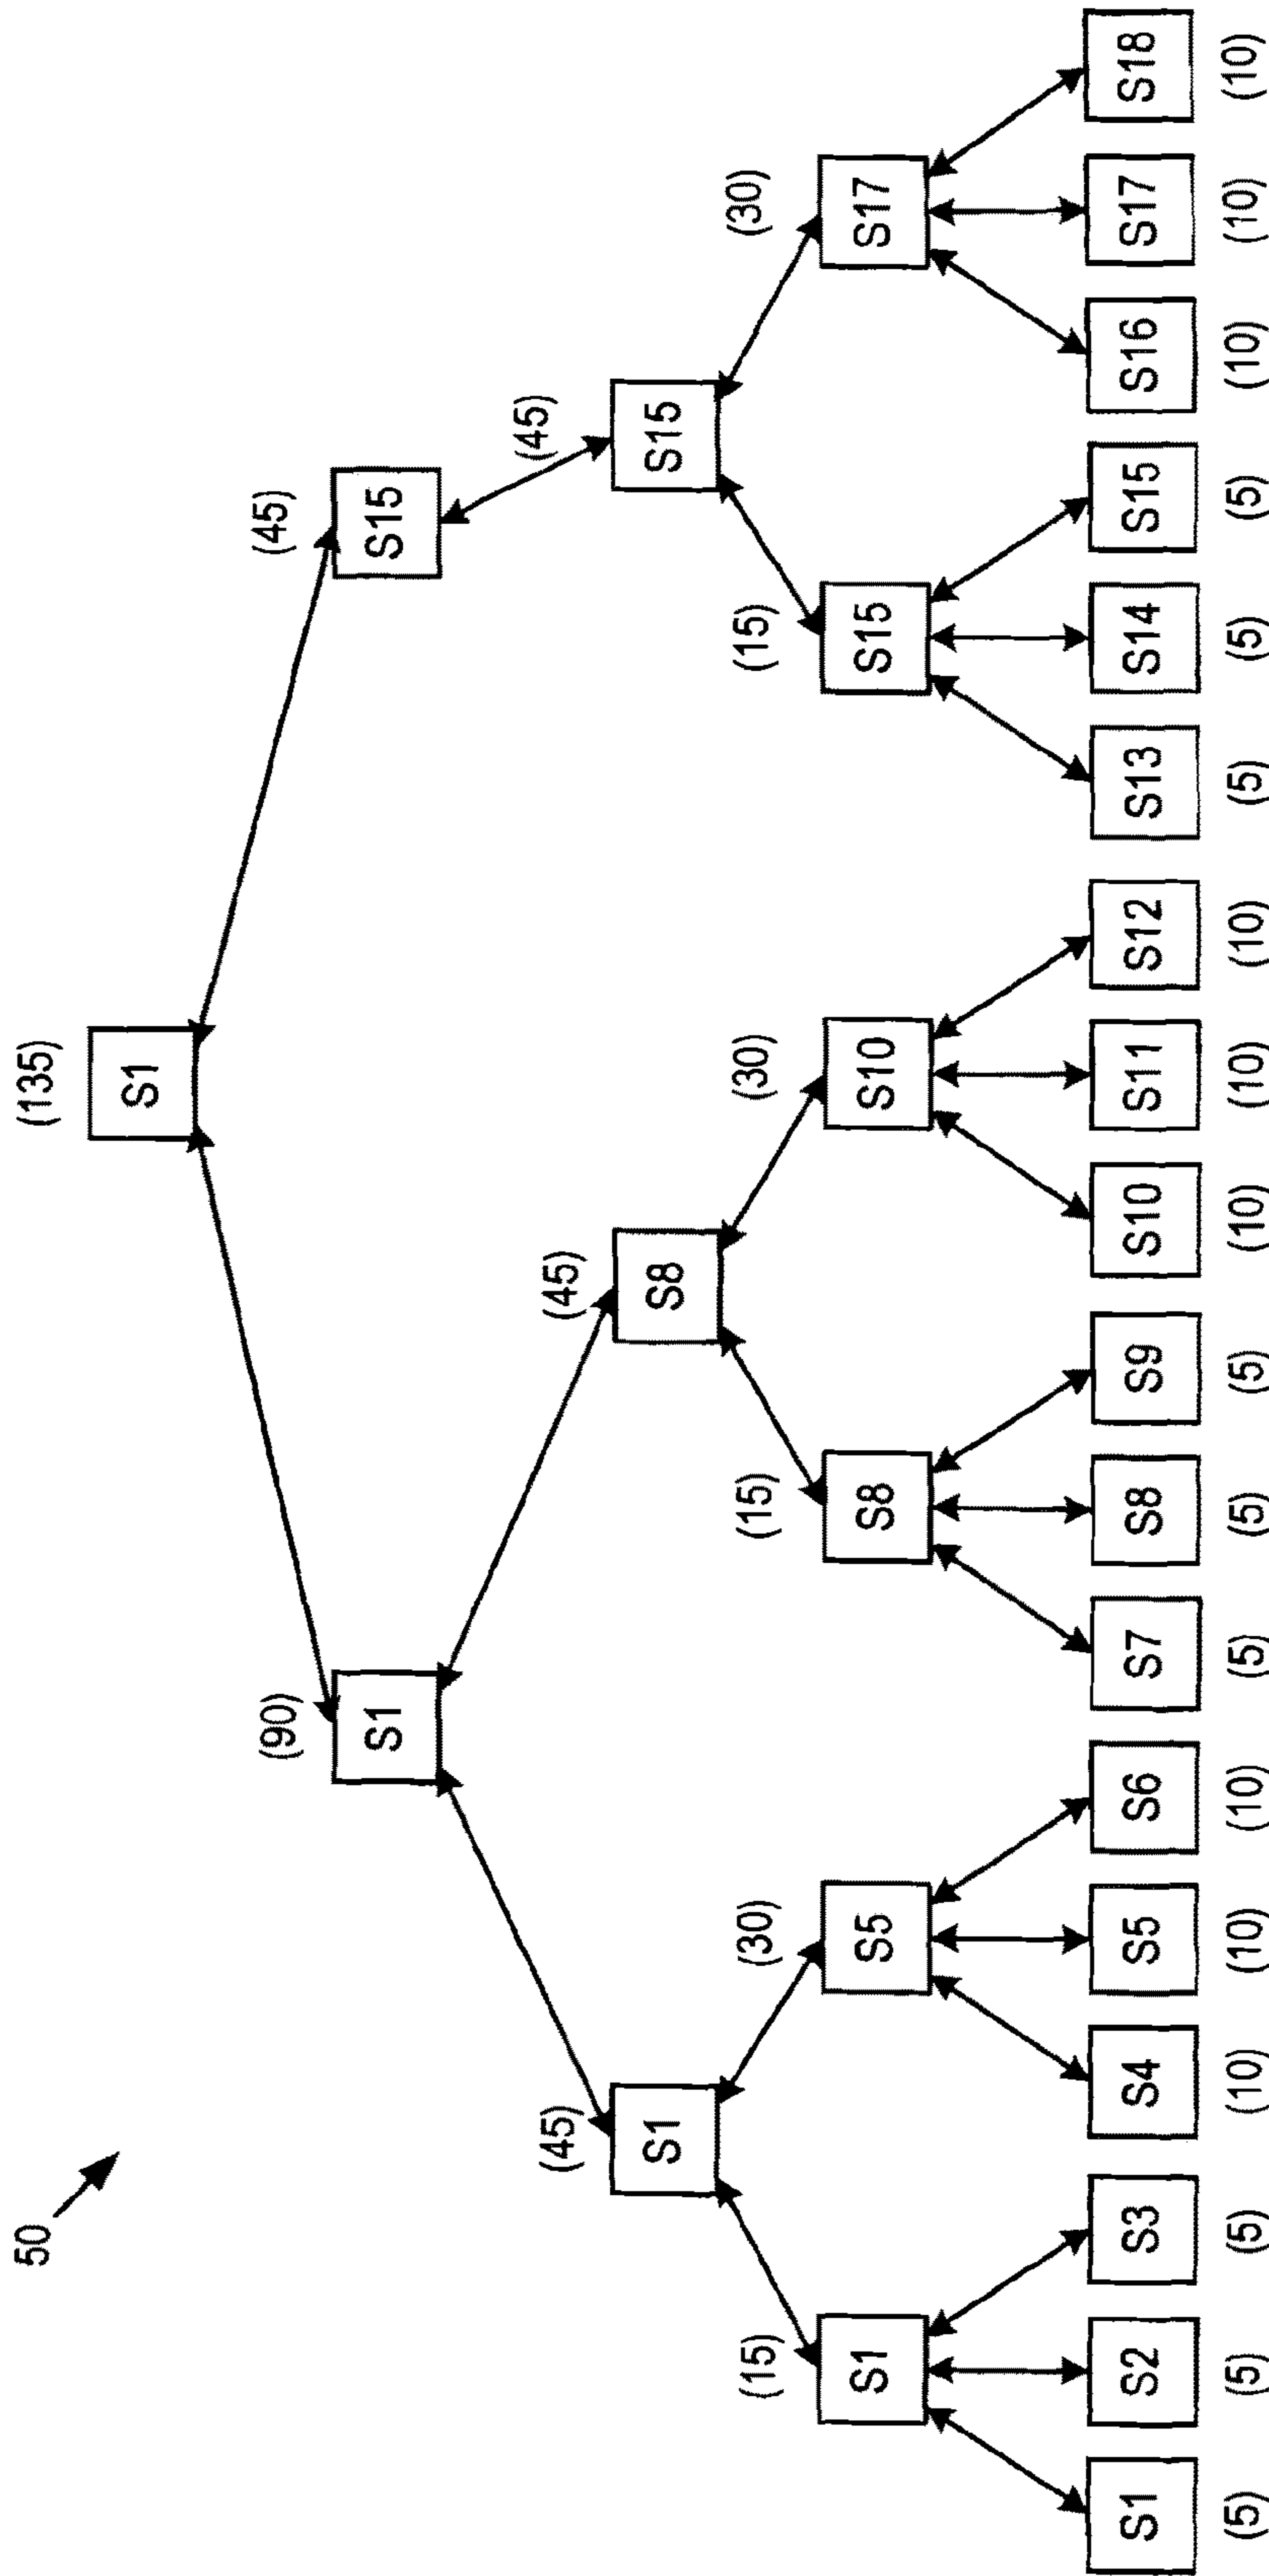 50
(135)
S1
(90) (45)
S1 S15
(45) (45) (45)
S1 S8 S15
(15) (30) (15) (30) (15) (30)
S1 S5 S8 S10 S15 S17
S1 S2 S3 S4 S5 S6 S7 S8 S9 S10 S11 S12 S13 S14 S15 S16 S17 S18
(5) (5) (5) (10) (10) (10) (5) (5) (5) (10) (10) (10) (5) (5) (5) (10) (10) (10)